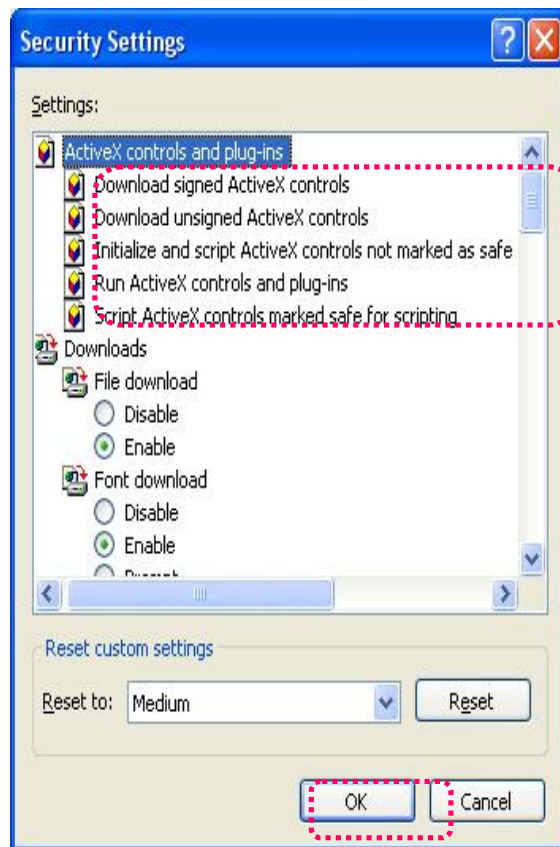 Security Settings
Settings:
ActiveX controls and plug-ins
Download signed ActiveX controls
Download unsigned ActiveX controls
Initialize and script ActiveX controls not marked as safe
Run ActiveX controls and plug-ins
Script ActiveX controls marked safe for scripting
Downloads
File download
Disable
Enable
Font download
Disable
Enable
Reset custom settings
Reset to: Medium Reset
OK Cancel